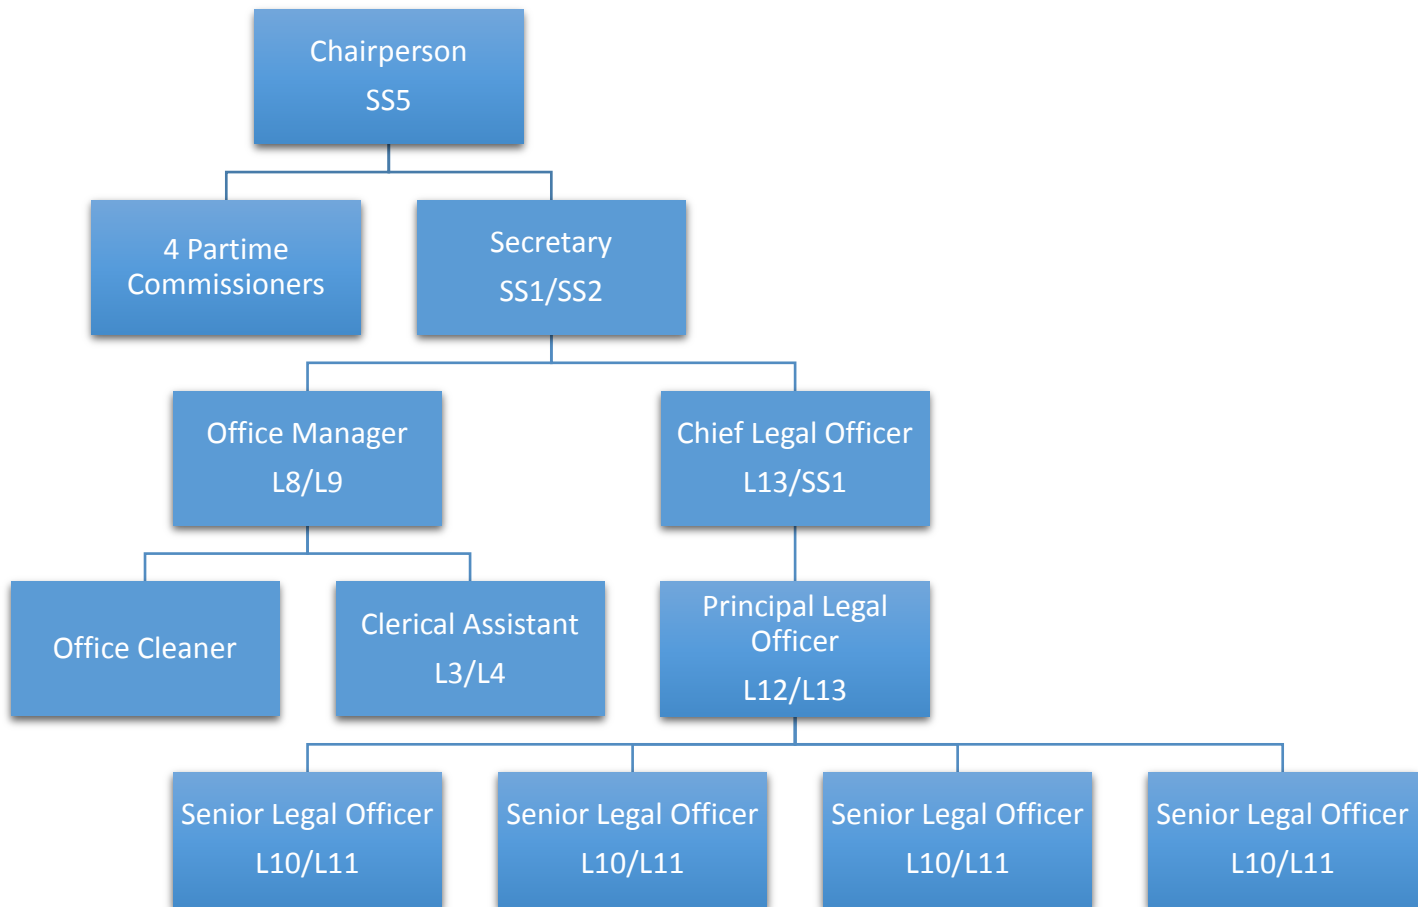 Chairperson
SS5
4 Partime
Commissioners
Secretary
SS1/SS2
Office Manager
L8/L9
Chief Legal Officer
L13/SS1
Office Cleaner
Clerical Assistant
L3/L4
Principal Legal
Officer
L12/L13
Senior Legal Officer
L10/L11
Senior Legal Officer
L10/L11
Senior Legal Officer
L10/L11
Senior Legal Officer
L10/L11